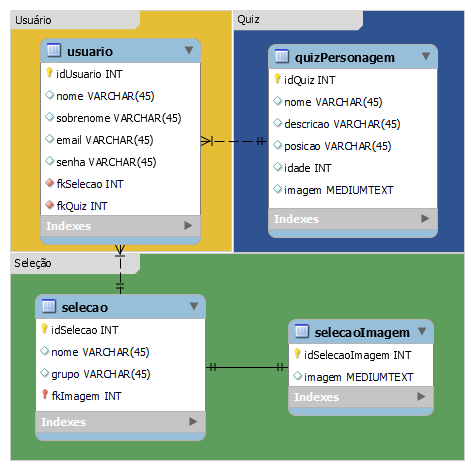 Usuário
usuario
idUsuario INT
nome VARCHAR(45)
sobrenome VARCHAR(45)
email VARCHAR(45)
senha VARCHAR(45)
fkSelecao INT
fkQuiz INT
Indexes
Quiz
quizPersonagem
idQuiz INT
nome VARCHAR(45)
descricao VARCHAR(45)
posicao VARCHAR(45)
idade INT
imagem MEDIUMTEXT
Indexes
Seleção
selecao
idSelecao INT
nome VARCHAR(45)
grupo VARCHAR(45)
fkImagem INT
Indexes
selecaoImagem
idSelecaoImagem INT
imagem MEDIUMTEXT
Indexes